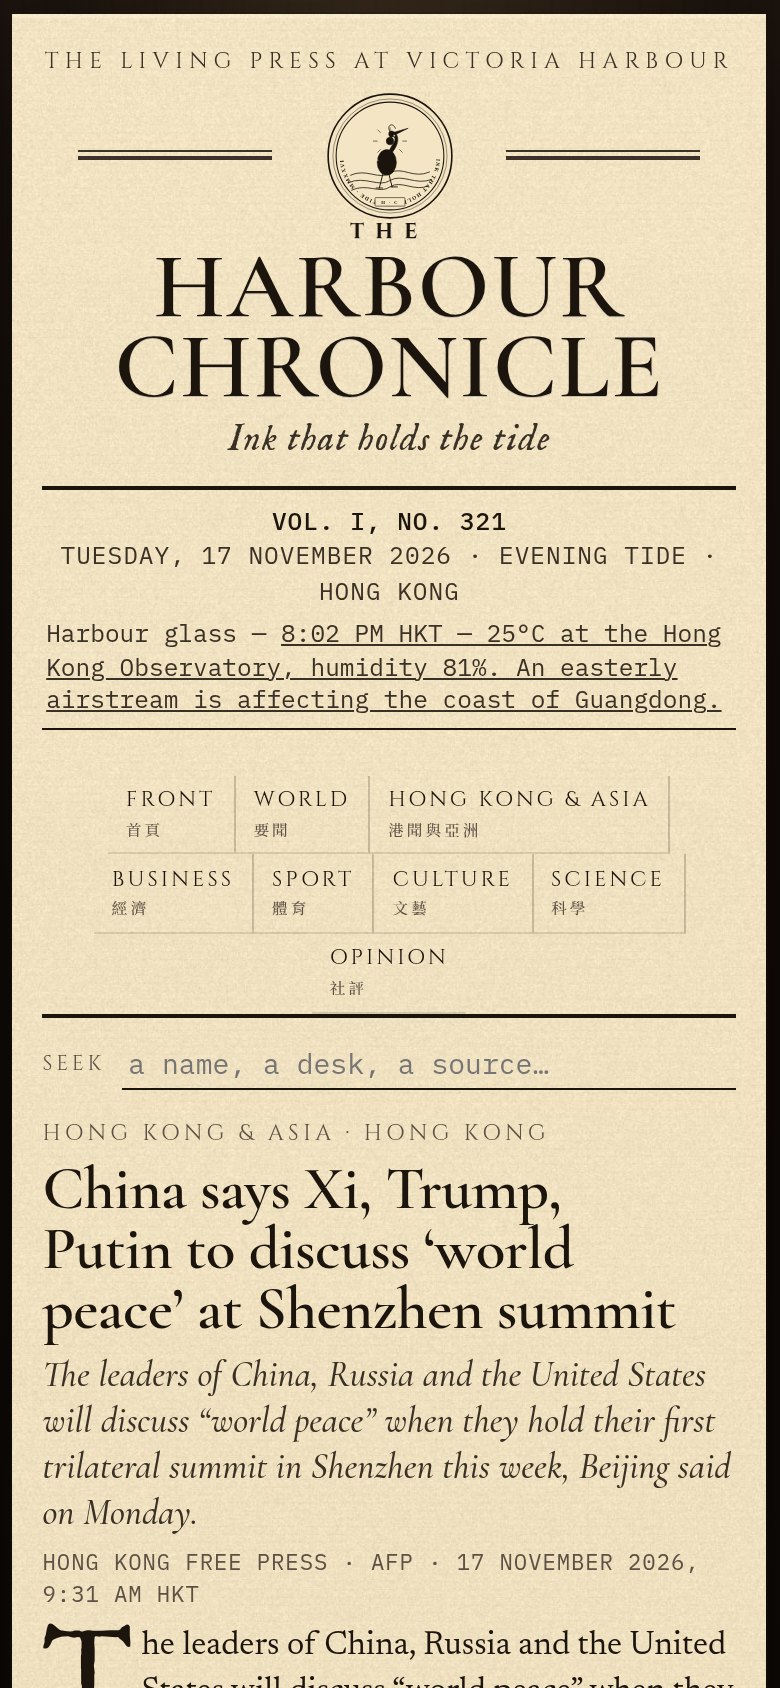 THE LIVING PRESS AT VICTORIA HARBOUR
H · C
THE
HARBOUR
CHRONICLE
Ink that holds the tide
VOL. I, NO. 321
TUESDAY, 17 NOVEMBER 2026 · EVENING TIDE ·
HONG KONG
Harbour glass — 8:02 PM HKT — 25°C at the Hong
Kong Observatory, humidity 81%. An easterly
airstream is affecting the coast of Guangdong.
FRONT WORLD HONG KONG & ASIA
首頁 要聞 港聞與亞洲
BUSINESS SPORT CULTURE SCIENCE
經濟 體育 文藝 科學
OPINION
社評
SEEK a name, a desk, a source…
HONG KONG & ASIA · HONG KONG
China says Xi, Trump,
Putin to discuss ‘world
peace’ at Shenzhen summit
The leaders of China, Russia and the United States
will discuss “world peace” when they hold their first
trilateral summit in Shenzhen this week, Beijing said
on Monday.
HONG KONG FREE PRESS · AFP · 17 NOVEMBER 2026,
9:31 AM HKT
The leaders of China, Russia and the United
States will discuss “world peace” when they